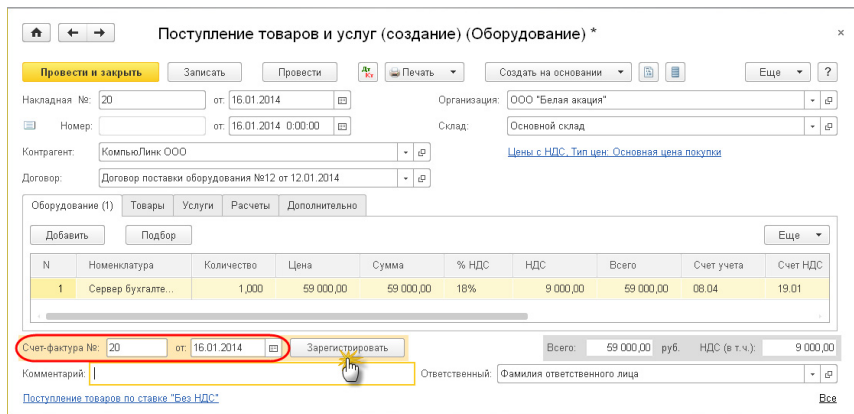 Поступление товаров и услуг (создание) (Оборудование) *
Провести и закрыть Записать Провести Дт Кт Печать Создать на основании Еще ?
Накладная №: 20 от: 16.01.2014 Организация: ООО "Белая акация"
Номер: от: 16.01.2014 0:00:00 Склад: Основной склад
Контрагент: КомпьюЛинк ООО Цены с НДС, Тип цен: Основная цена покупки
Договор: Договор поставки оборудования №12 от 12.01.2014
Оборудование (1) Товары Услуги Расчеты Дополнительно
Добавить Подбор Еще
N Номенклатура Количество Цена Сумма % НДС НДС Всего Счет учета Счет НДС
1 Сервер бухгалте... 1,000 59 000,00 59 000,00 18% 9 000,00 59 000,00 08.04 19.01
Счет-фактура №: 20 от: 16.01.2014 Зарегистрировать Всего: 59 000,00 руб. НДС (в т.ч.): 9 000,00
Комментарий: Ответственный: Фамилия ответственного лица
Поступление товаров по ставке "Без НДС" Все